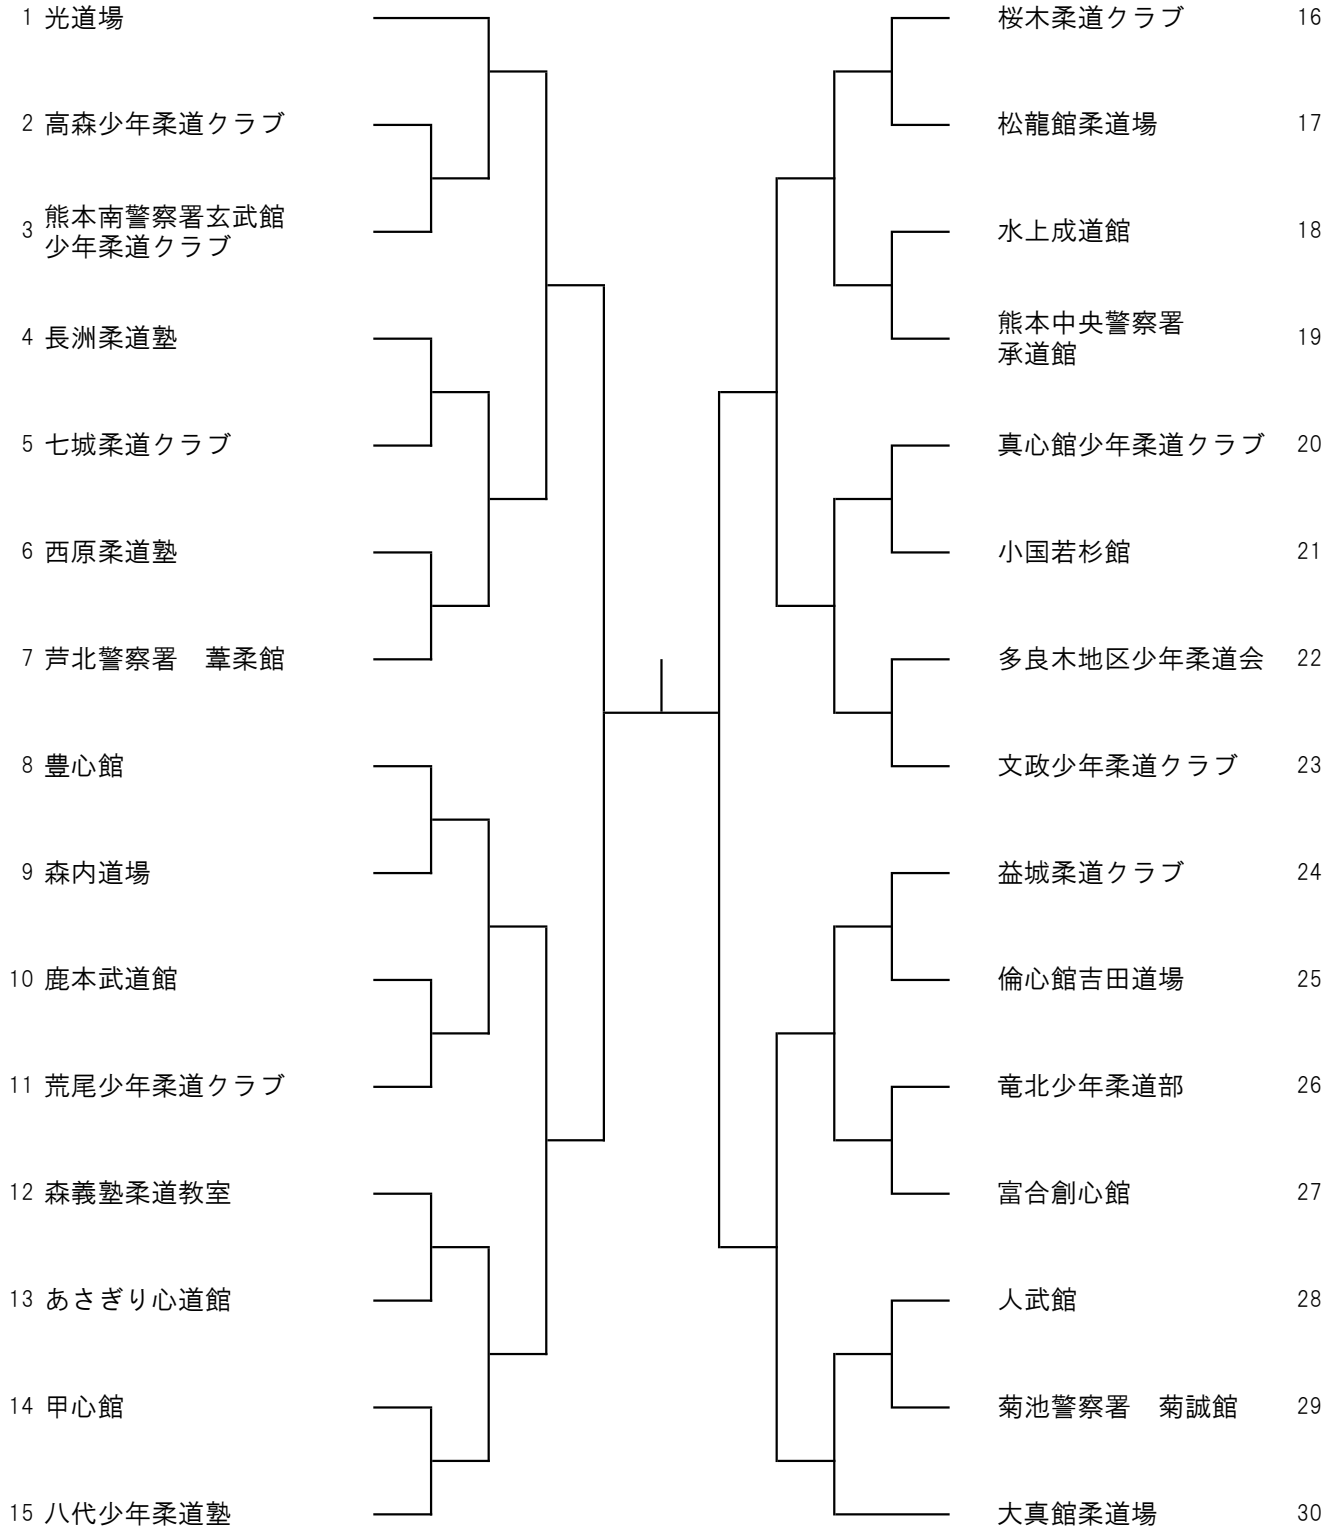 1 光道場
2 高森少年柔道クラブ
3 熊本南警察署玄武館
少年柔道クラブ
4 長洲柔道塾
5 七城柔道クラブ
6 西原柔道塾
7 芦北警察署　葦柔館
8 豊心館
9 森内道場
10 鹿本武道館
11 荒尾少年柔道クラブ
12 森義塾柔道教室
13 あさぎり心道館
14 甲心館
15 八代少年柔道塾
桜木柔道クラブ 16
松龍館柔道場 17
水上成道館 18
熊本中央警察署
承道館 19
真心館少年柔道クラブ 20
小国若杉館 21
多良木地区少年柔道会 22
文政少年柔道クラブ 23
益城柔道クラブ 24
倫心館吉田道場 25
竜北少年柔道部 26
富合創心館 27
人武館 28
菊池警察署　菊誠館 29
大真館柔道場 30